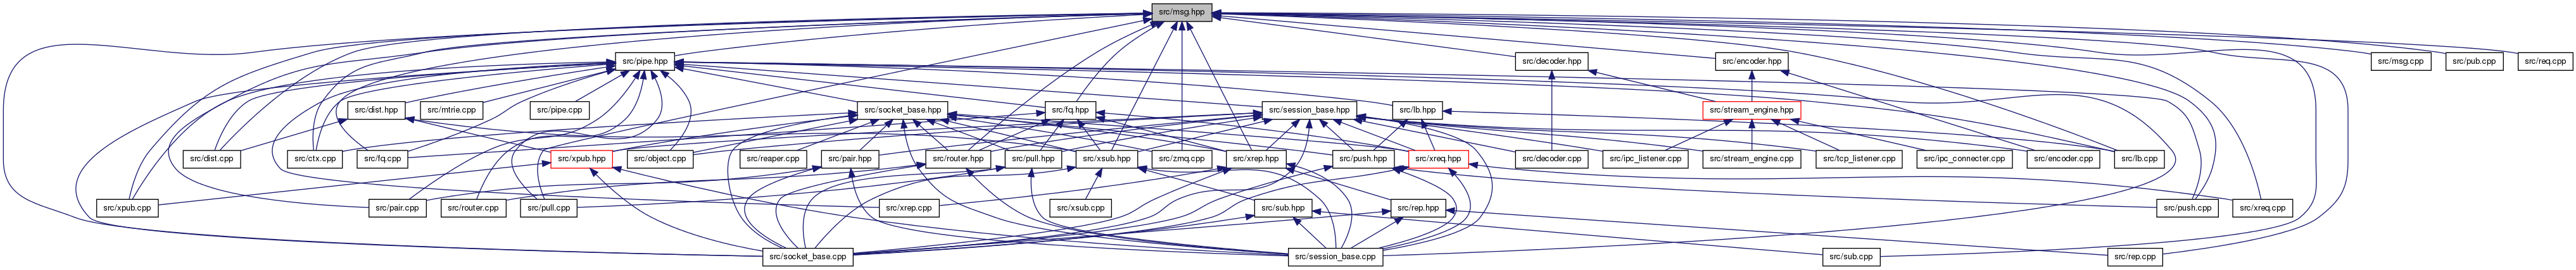 src/msg.hpp
src/pipe.hpp
src/decoder.hpp
src/encoder.hpp
src/msg.cpp
src/pub.cpp
src/req.cpp
src/dist.hpp
src/mtrie.cpp
src/pipe.cpp
src/socket_base.hpp
src/fq.hpp
src/session_base.hpp
src/lb.hpp
src/stream_engine.hpp
src/dist.cpp
src/ctx.cpp
src/fq.cpp
src/xpub.hpp
src/object.cpp
src/reaper.cpp
src/pair.hpp
src/router.hpp
src/pull.hpp
src/xsub.hpp
src/zmq.cpp
src/xrep.hpp
src/push.hpp
src/xreq.hpp
src/decoder.cpp
src/ipc_listener.cpp
src/stream_engine.cpp
src/tcp_listener.cpp
src/ipc_connecter.cpp
src/encoder.cpp
src/lb.cpp
src/xpub.cpp
src/pair.cpp
src/router.cpp
src/pull.cpp
src/xrep.cpp
src/xsub.cpp
src/sub.hpp
src/rep.hpp
src/push.cpp
src/xreq.cpp
src/socket_base.cpp
src/session_base.cpp
src/sub.cpp
src/rep.cpp